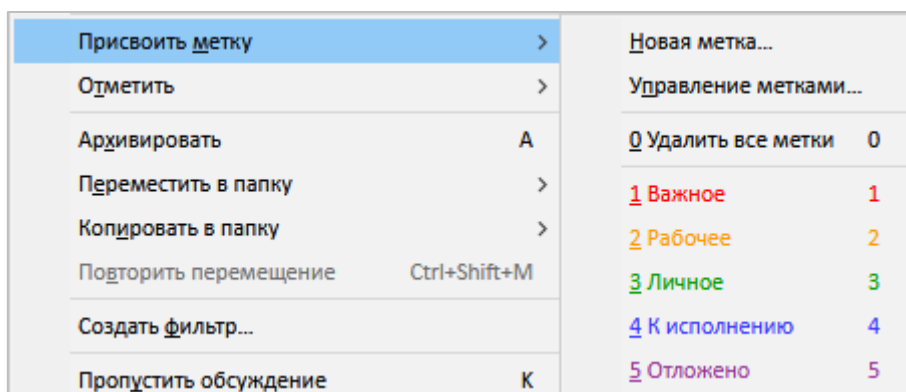 Присвоить метку
Отметить
Архивировать A
Переместить в папку
Копировать в папку
Повторить перемещение Ctrl+Shift+M
Создать фильтр...
Пропустить обсуждение K
Новая метка...
Управление метками...
0 Удалить все метки 0
1 Важное 1
2 Рабочее 2
3 Личное 3
4 К исполнению 4
5 Отложено 5